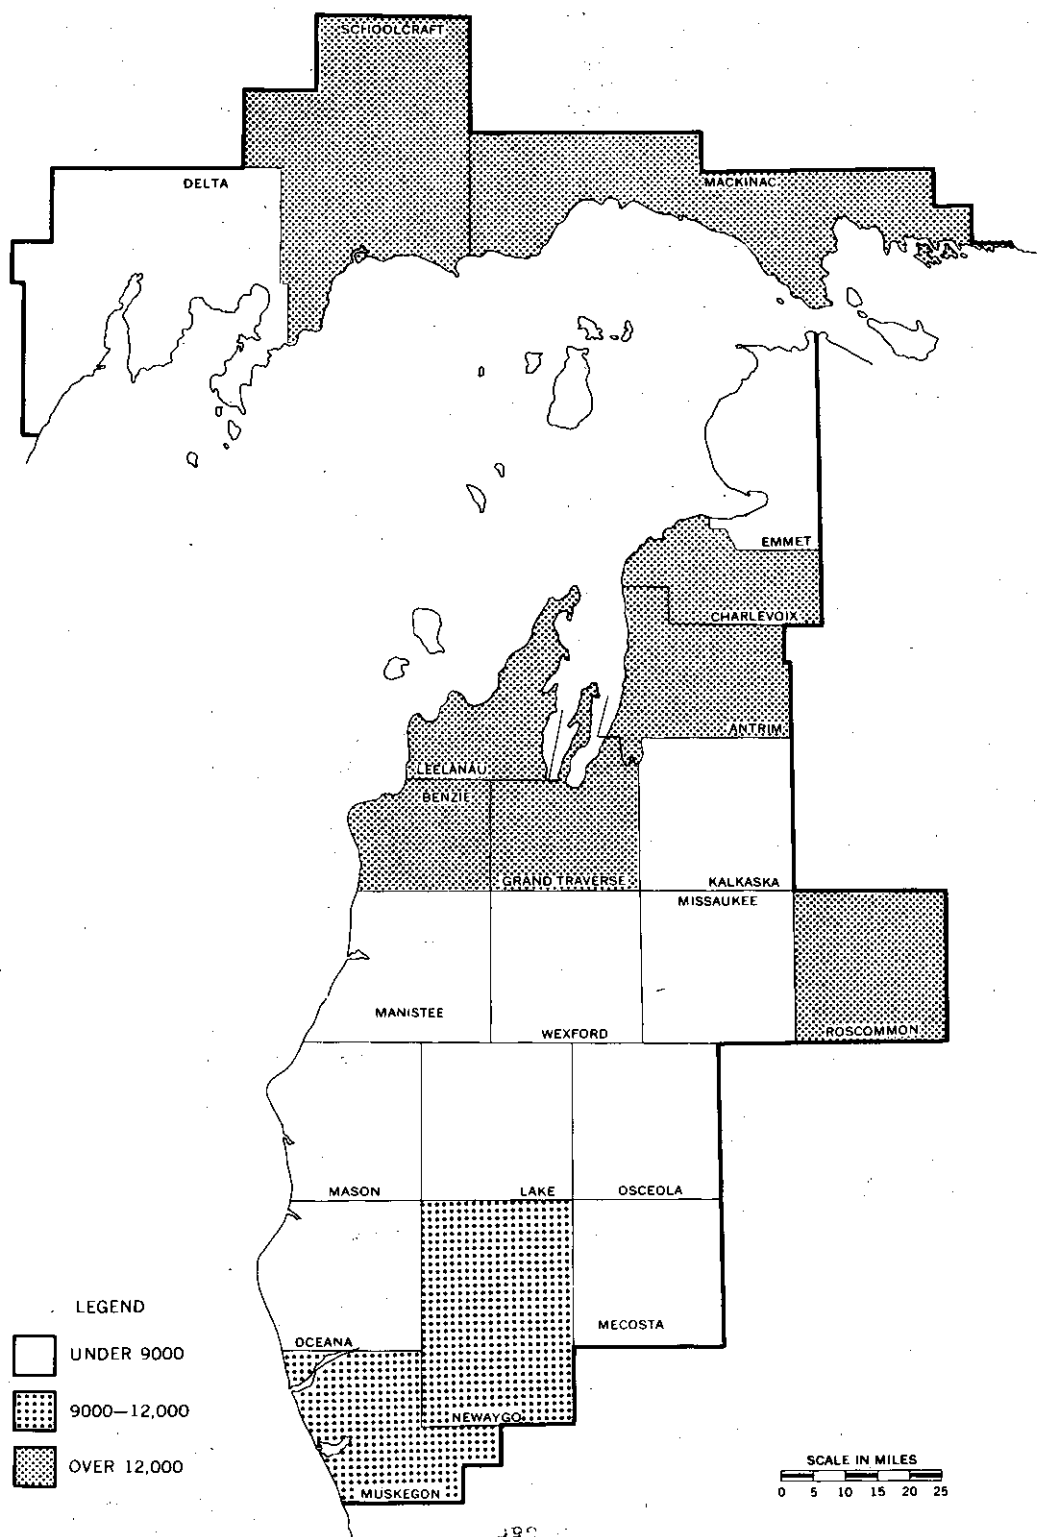 SCHOOLCRAFT
DELTA
MACKINAC
EMMET
CHARLEVOIX
ANTRIM
LEELANAU
BENZIE
GRAND TRAVERSE
KALKASKA
MISSAUKEE
MANISTEE
WEXFORD
ROSCOMMON
MASON
LAKE
OSCEOLA
MECOSTA
OCEANA
NEWAYGO
MUSKEGON
LEGEND
UNDER 9000
9000—12,000
OVER 12,000
SCALE IN MILES
0 5 10 15 20 25